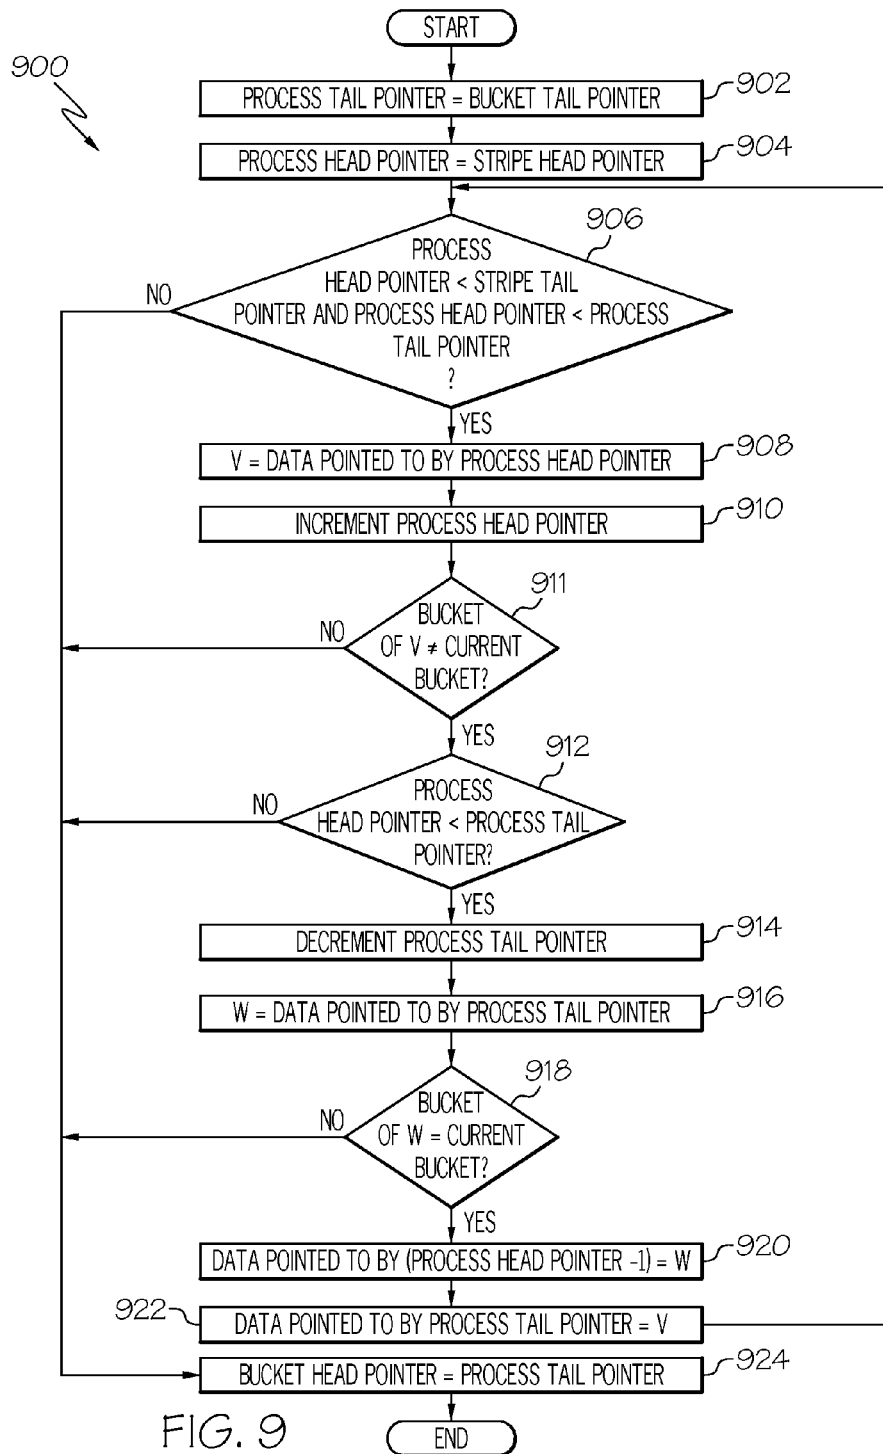 START
900
PROCESS TAIL POINTER = BUCKET TAIL POINTER
902
PROCESS HEAD POINTER = STRIPE HEAD POINTER
904
906
PROCESS
HEAD POINTER < STRIPE TAIL
POINTER AND PROCESS HEAD POINTER < PROCESS
TAIL POINTER
?
NO
YES
V = DATA POINTED TO BY PROCESS HEAD POINTER
908
INCREMENT PROCESS HEAD POINTER
910
911
BUCKET
OF V ≠ CURRENT
BUCKET?
NO
YES
912
PROCESS
HEAD POINTER < PROCESS TAIL
POINTER?
NO
YES
DECREMENT PROCESS TAIL POINTER
914
W = DATA POINTED TO BY PROCESS TAIL POINTER
916
918
BUCKET
OF W = CURRENT
BUCKET?
NO
YES
DATA POINTED TO BY (PROCESS HEAD POINTER -1) = W
920
922
DATA POINTED TO BY PROCESS TAIL POINTER = V
BUCKET HEAD POINTER = PROCESS TAIL POINTER
924
FIG. 9
END